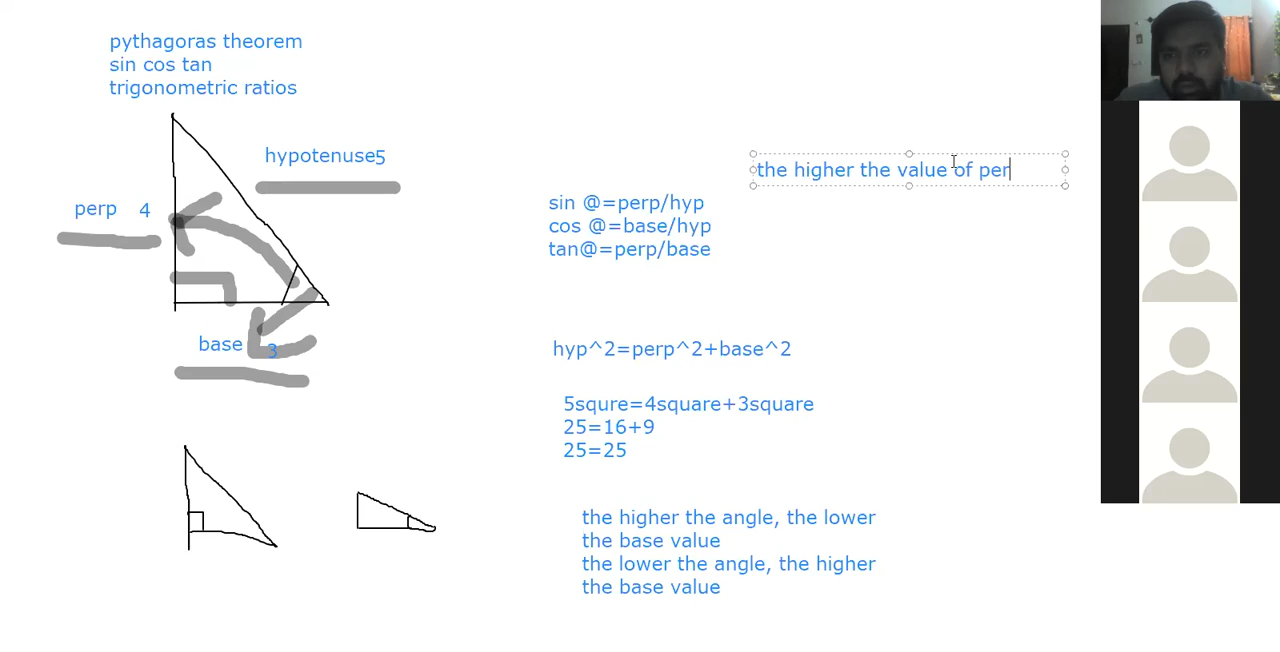 pythagoras theorem
sin cos tan
trigonometric ratios
hypotenuse5
perp 4
base 3
the higher the value of per
sin @=perp/hyp
cos @=base/hyp
tan@=perp/base
hyp^2=perp^2+base^2
5squre=4square+3square
25=16+9
25=25
the higher the angle, the lower
the base value
the lower the angle, the higher
the base value